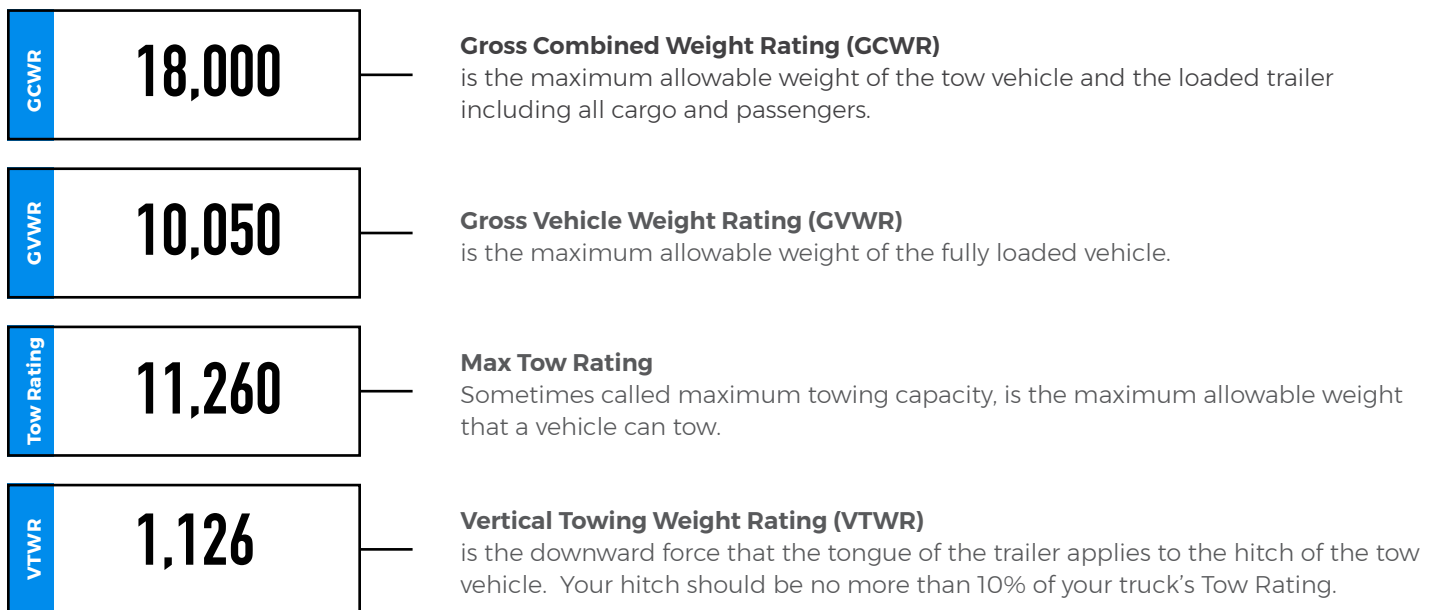 GCWR
18,000
Gross Combined Weight Rating (GCWR)
is the maximum allowable weight of the tow vehicle and the loaded trailer
including all cargo and passengers.
GVWR
10,050
Gross Vehicle Weight Rating (GVWR)
is the maximum allowable weight of the fully loaded vehicle.
Tow Rating
11,260
Max Tow Rating
Sometimes called maximum towing capacity, is the maximum allowable weight
that a vehicle can tow.
VTWR
1,126
Vertical Towing Weight Rating (VTWR)
is the downward force that the tongue of the trailer applies to the hitch of the tow
vehicle.  Your hitch should be no more than 10% of your truck’s Tow Rating.